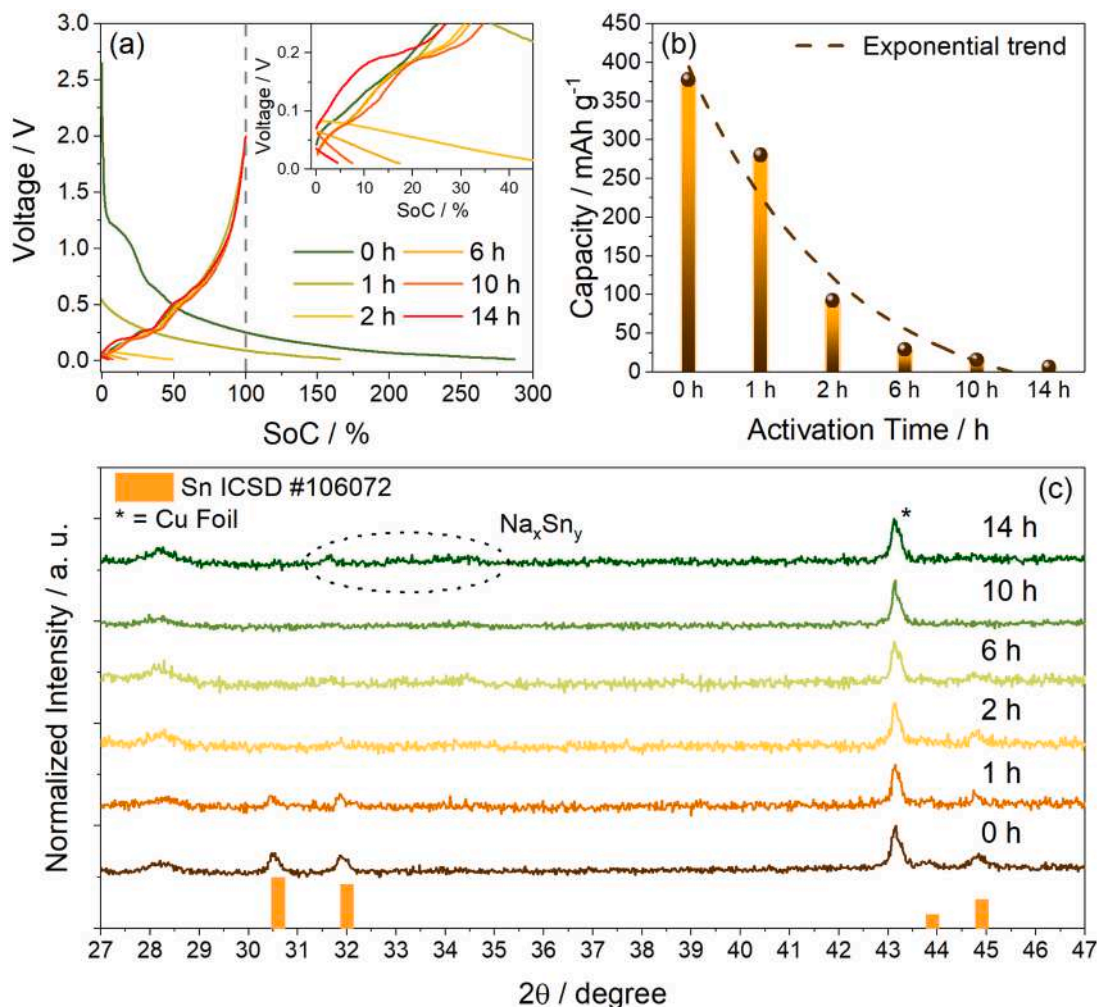 (a)
3.0
2.5
2.0
1.5
1.0
0.5
0.0
Voltage / V
0 50 100 150 200 250 300
SoC / %
0.2
0.1
0.0
Voltage / V
0 10 20 30 40
SoC / %
0 h 6 h
1 h 10 h
2 h 14 h
(b)
Exponential trend
450
400
350
300
250
200
150
100
50
0
Capacity / mAh g⁻¹
0 h 1 h 2 h 6 h 10 h 14 h
Activation Time / h
(c)
Sn ICSD #106072
* = Cu Foil
NaₓSnᵧ
*
14 h
10 h
6 h
2 h
1 h
0 h
Normalized Intensity / a. u.
27 28 29 30 31 32 33 34 35 36 37 38 39 40 41 42 43 44 45 46 47
2θ / degree